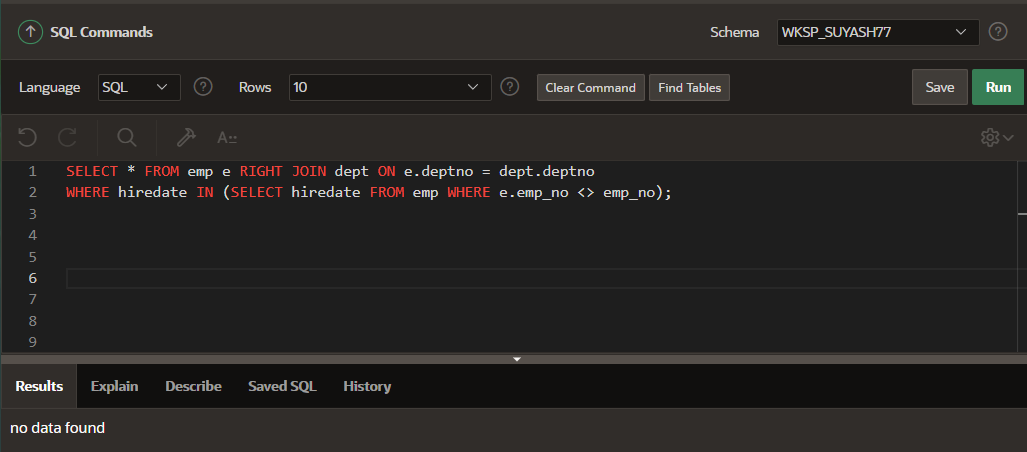 SQL Commands
Schema WKSP_SUYASH77 ?
Language SQL ? Rows 10 ? Clear Command Find Tables Save Run
A
1 SELECT * FROM emp e RIGHT JOIN dept ON e.deptno = dept.deptno
2 WHERE hiredate IN (SELECT hiredate FROM emp WHERE e.emp_no <> emp_no);
3
4
5
6
7
8
9
Results Explain Describe Saved SQL History
no data found